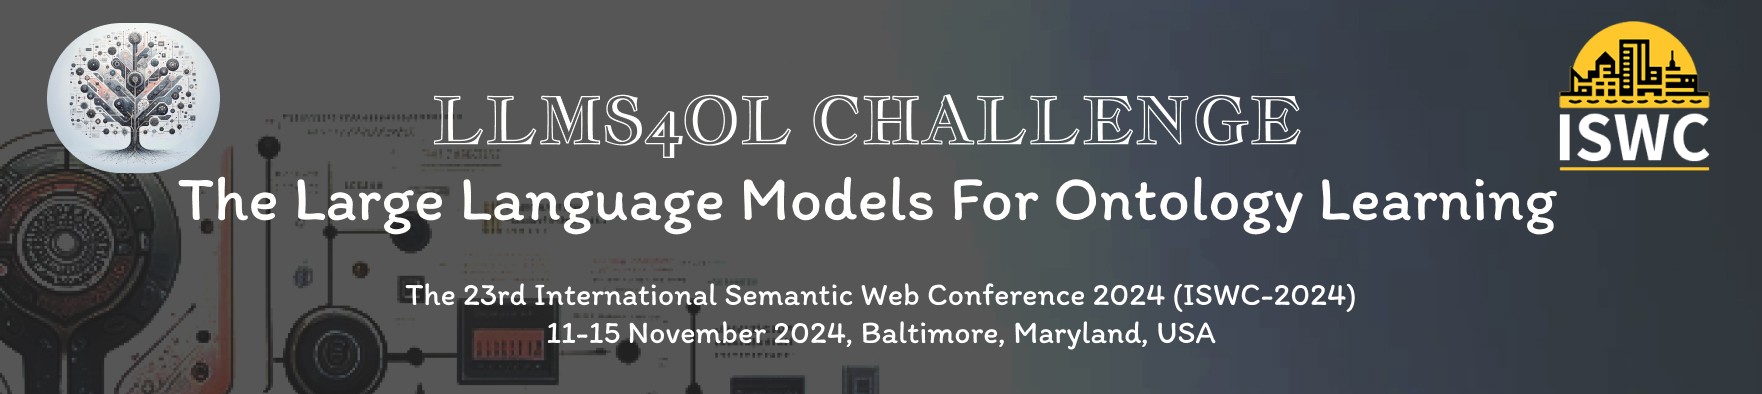 LLMS4OL CHALLENGE
ISWC
The Large Language Models For Ontology Learning
The 23rd International Semantic Web Conference 2024 (ISWC-2024)
11-15 November 2024, Baltimore, Maryland, USA